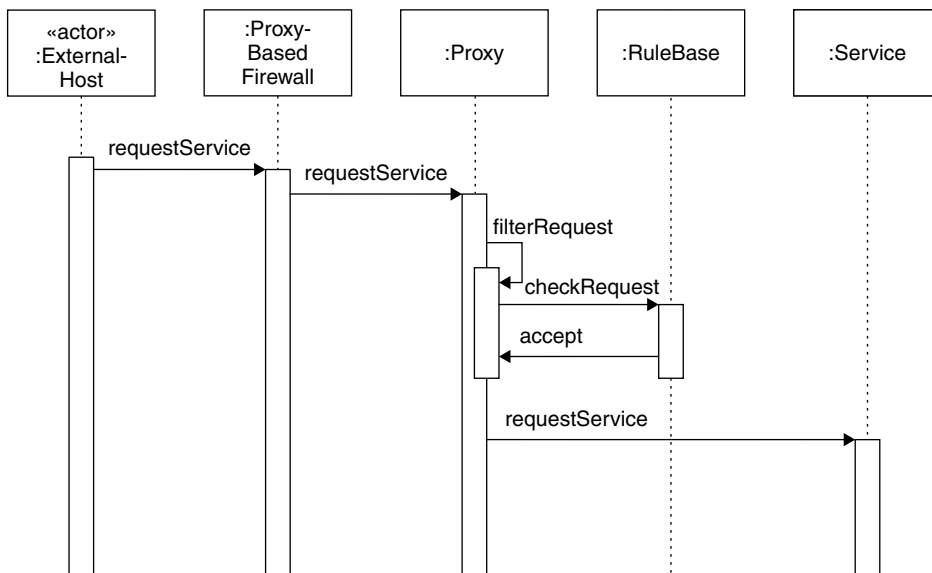 «actor»
:External-
Host
:Proxy-
Based
Firewall
:Proxy
:RuleBase
:Service
requestService
requestService
filterRequest
checkRequest
accept
requestService